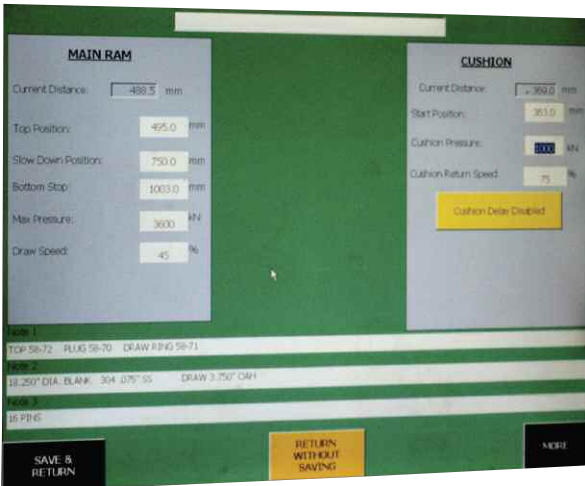 MAIN RAM
Current Distance: 488.5 mm
Top Position: 495.0 mm
Slow Down Position: 750.0 mm
Bottom Stop: 1003.0 mm
Max Pressure: 3600 kN
Draw Speed: 45 %
CUSHION
Current Distance: 369.0 mm
Start Position: 363.0 mm
Cushion Pressure: 1000 kN
Cushion Return Speed 75 %
Cushion Delay Disabled
Note 1
TOP 58-72 PLUG 58-70 DRAW RING 58-71
Note 2
18.250" DIA. BLANK 304 .075" SS DRAW 3.750" OAH
Note 3
16 PINS
SAVE &
RETURN
RETURN
WITHOUT
SAVING
MORE